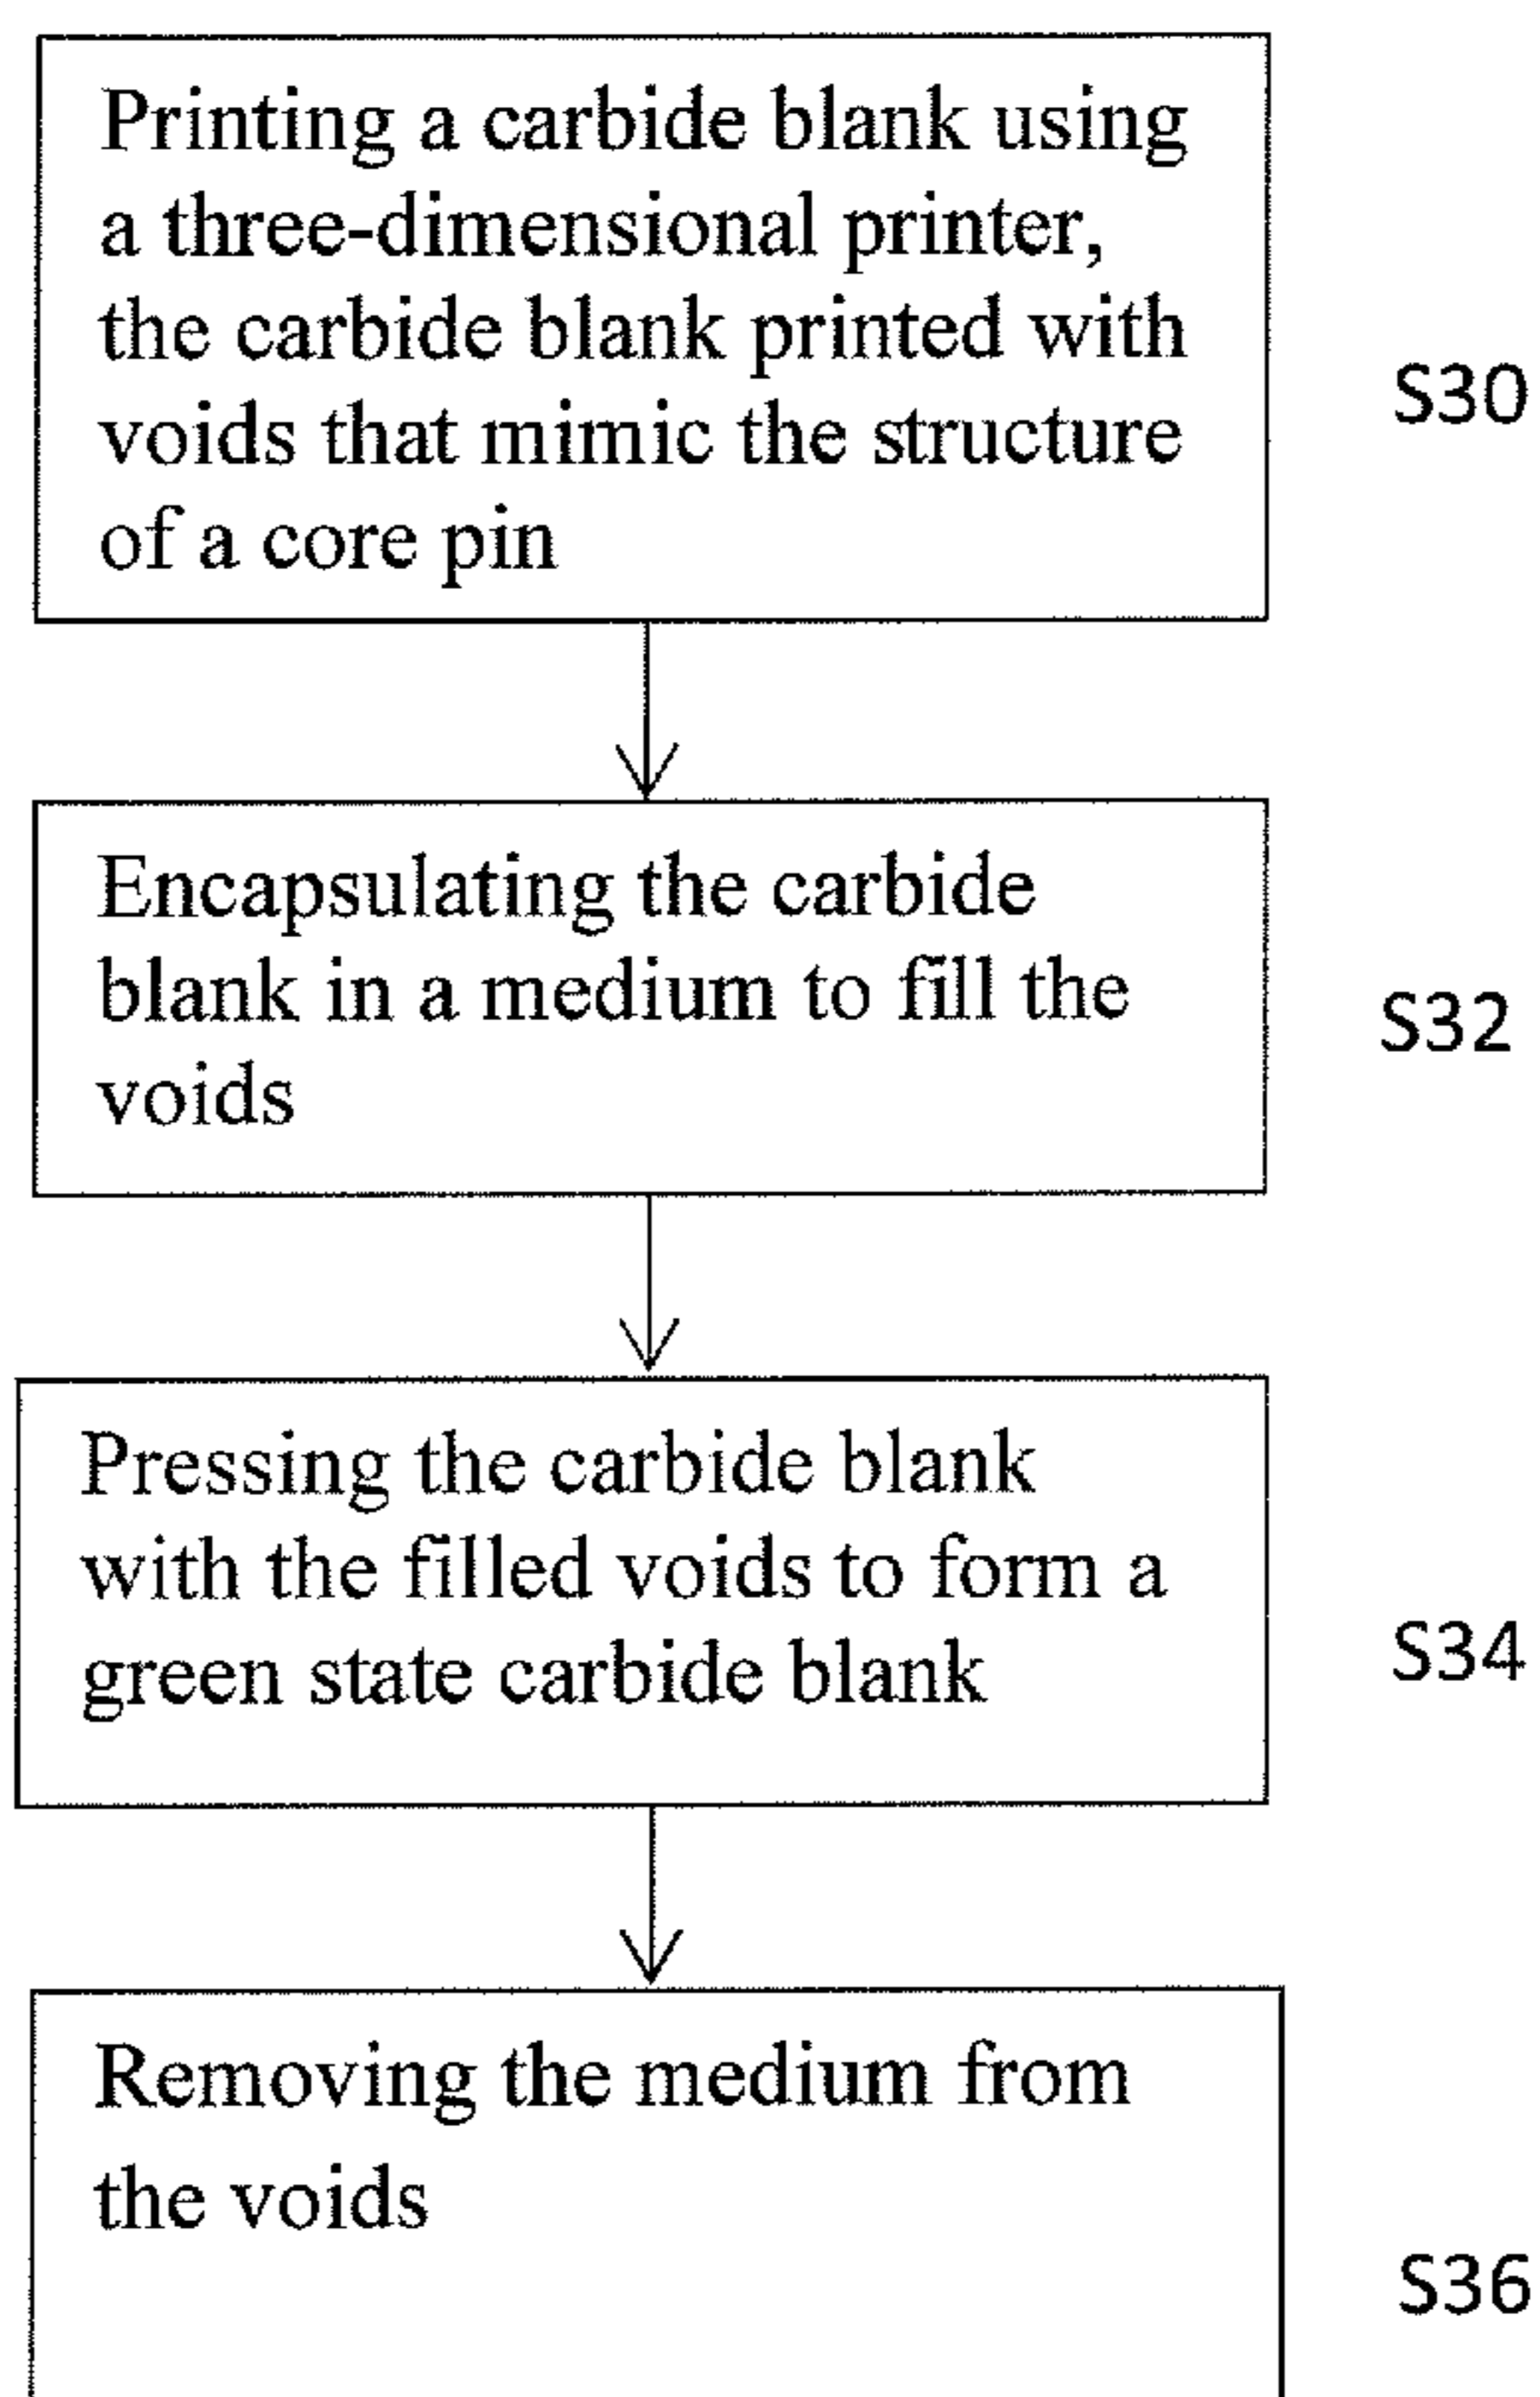 Printing a carbide blank using
a three-dimensional printer,
the carbide blank printed with
voids that mimic the structure
of a core pin
S30
Encapsulating the carbide
blank in a medium to fill the
voids
S32
Pressing the carbide blank
with the filled voids to form a
green state carbide blank
S34
Removing the medium from
the voids
S36